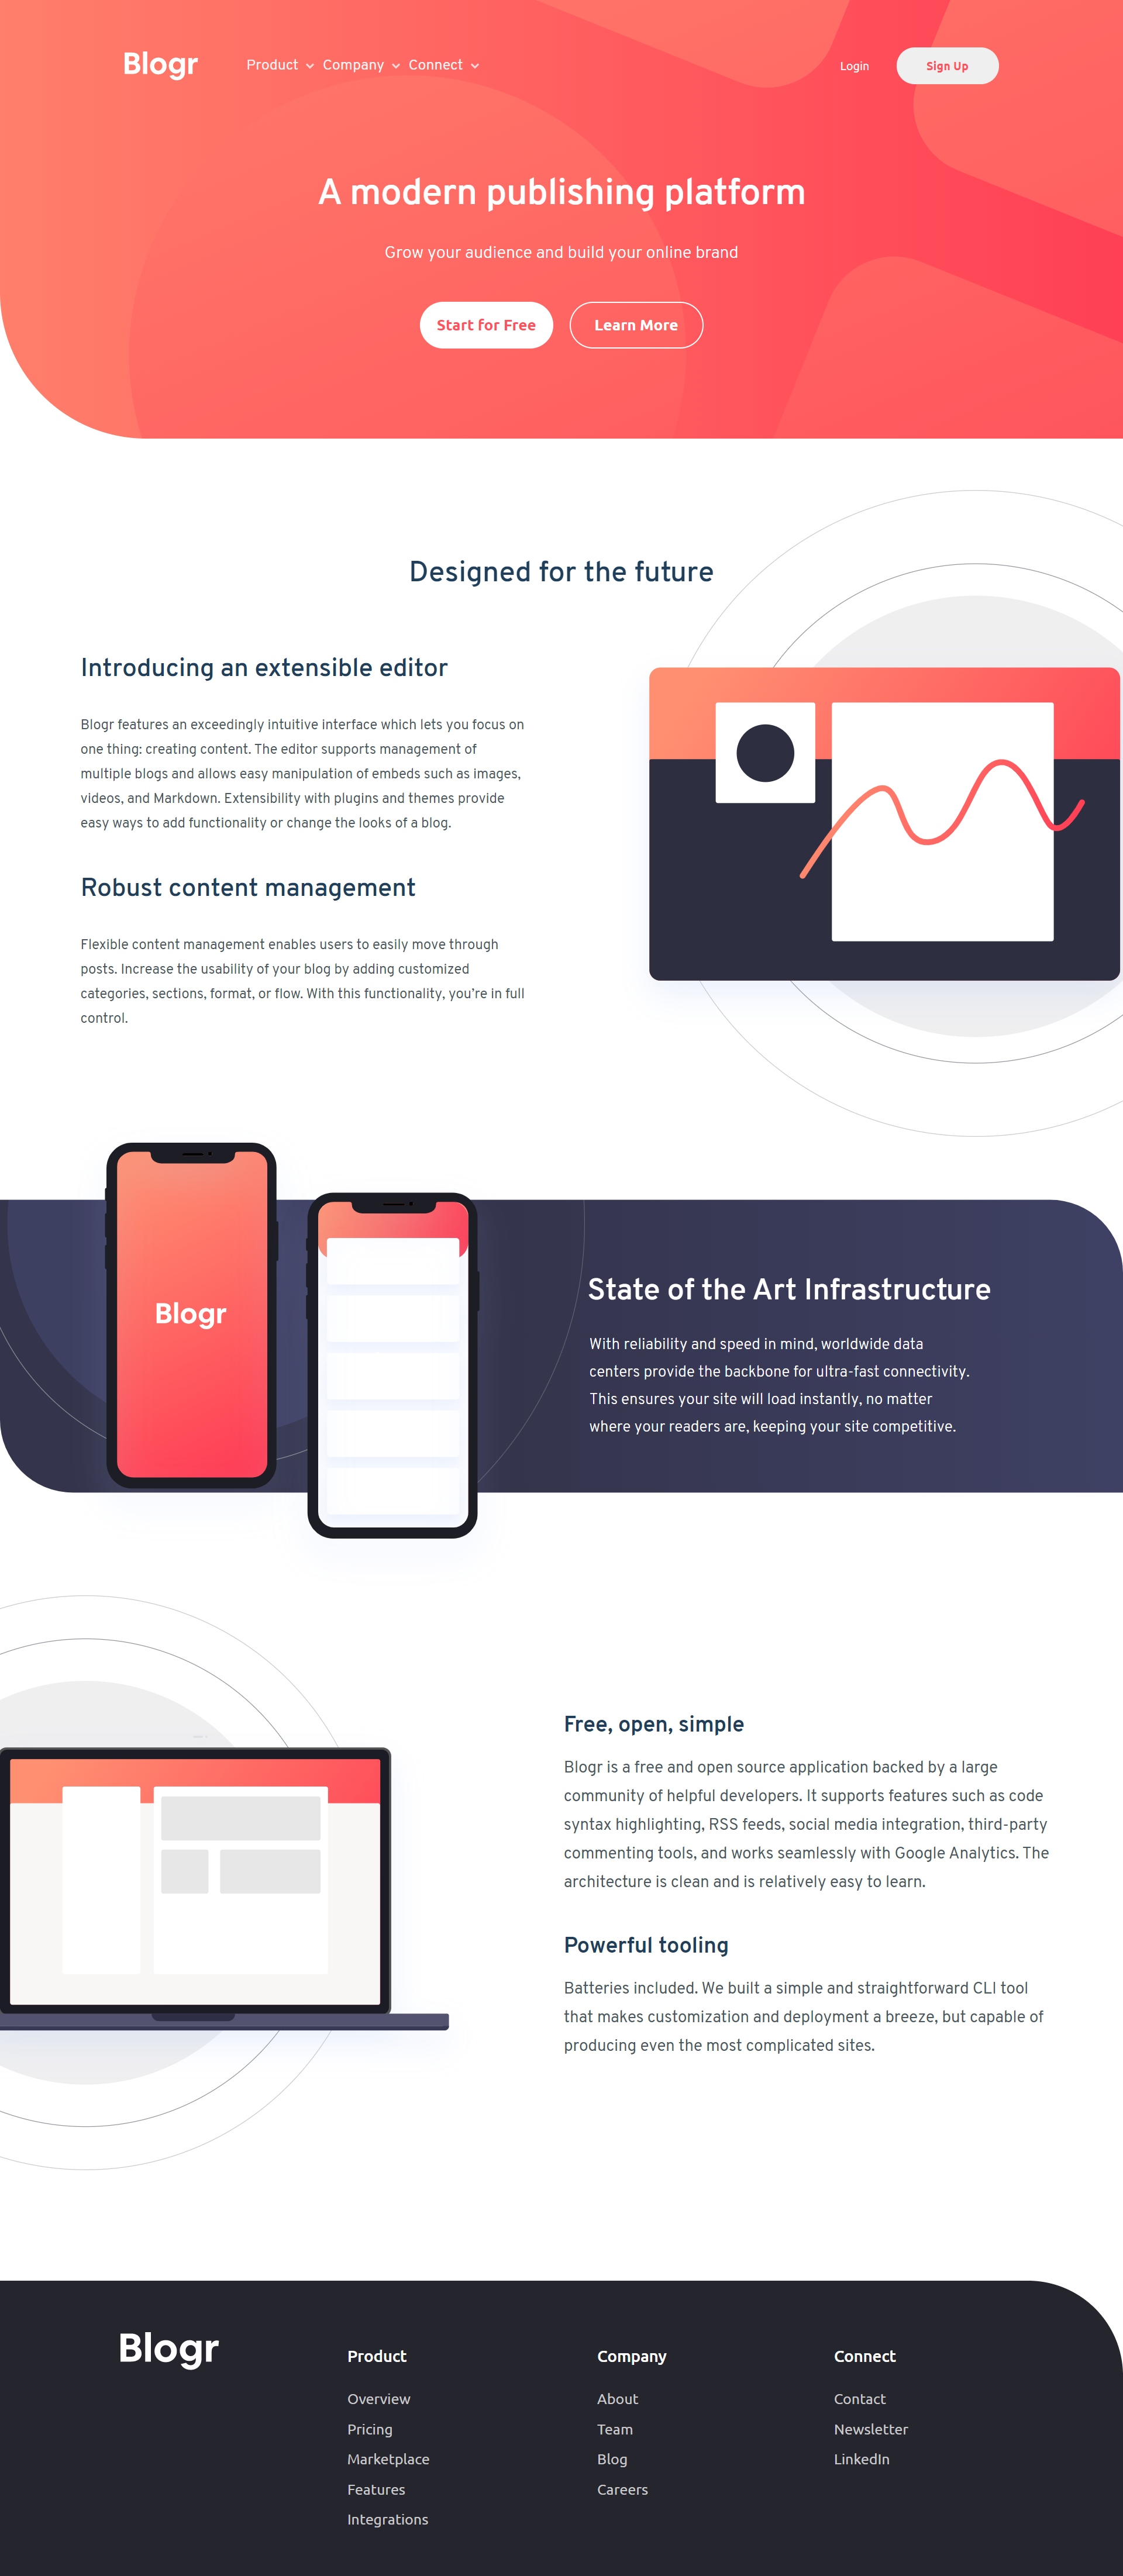 Blogr
Product
Company
Connect
Login
Sign Up
A modern publishing platform
Grow your audience and build your online brand
Start for Free
Learn More
Designed for the future
Introducing an extensible editor
Blogr features an exceedingly intuitive interface which lets you focus on
one thing: creating content. The editor supports management of
multiple blogs and allows easy manipulation of embeds such as images,
videos, and Markdown. Extensibility with plugins and themes provide
easy ways to add functionality or change the looks of a blog.
Robust content management
Flexible content management enables users to easily move through
posts. Increase the usability of your blog by adding customized
categories, sections, format, or flow. With this functionality, you’re in full
control.
Blogr
State of the Art Infrastructure
With reliability and speed in mind, worldwide data
centers provide the backbone for ultra-fast connectivity.
This ensures your site will load instantly, no matter
where your readers are, keeping your site competitive.
Free, open, simple
Blogr is a free and open source application backed by a large
community of helpful developers. It supports features such as code
syntax highlighting, RSS feeds, social media integration, third-party
commenting tools, and works seamlessly with Google Analytics. The
architecture is clean and is relatively easy to learn.
Powerful tooling
Batteries included. We built a simple and straightforward CLI tool
that makes customization and deployment a breeze, but capable of
producing even the most complicated sites.
Blogr
Product
Overview
Pricing
Marketplace
Features
Integrations
Company
About
Team
Blog
Careers
Connect
Contact
Newsletter
LinkedIn